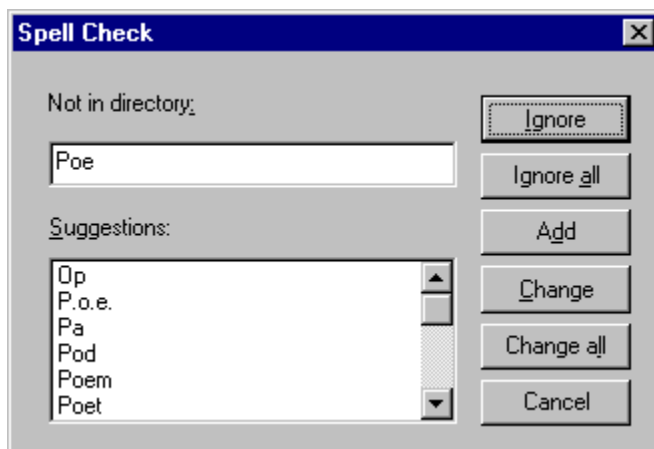 Spell Check
Not in directory:
Poe
Suggestions:
Op
P.o.e.
Pa
Pod
Poem
Poet
Ignore
Ignore all
Add
Change
Change all
Cancel